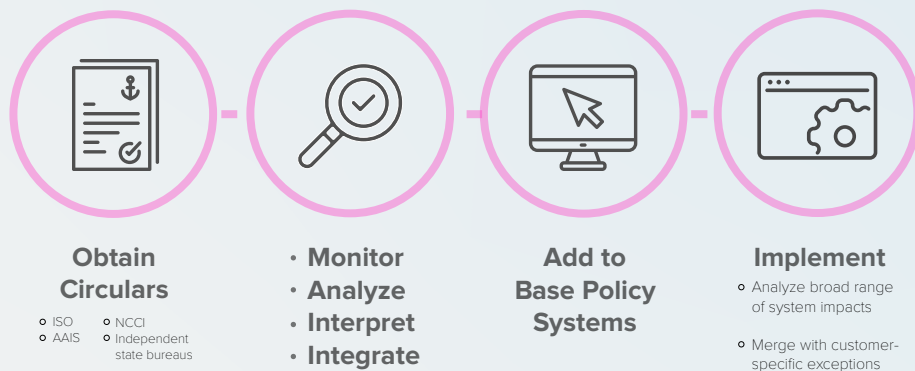 Obtain
Circulars
ISO
AAIS
NCCI
Independent
state bureaus
Monitor
Analyze
Interpret
Integrate
Add to
Base Policy
Systems
Implement
Analyze broad range
of system impacts
Merge with customer-
specific exceptions